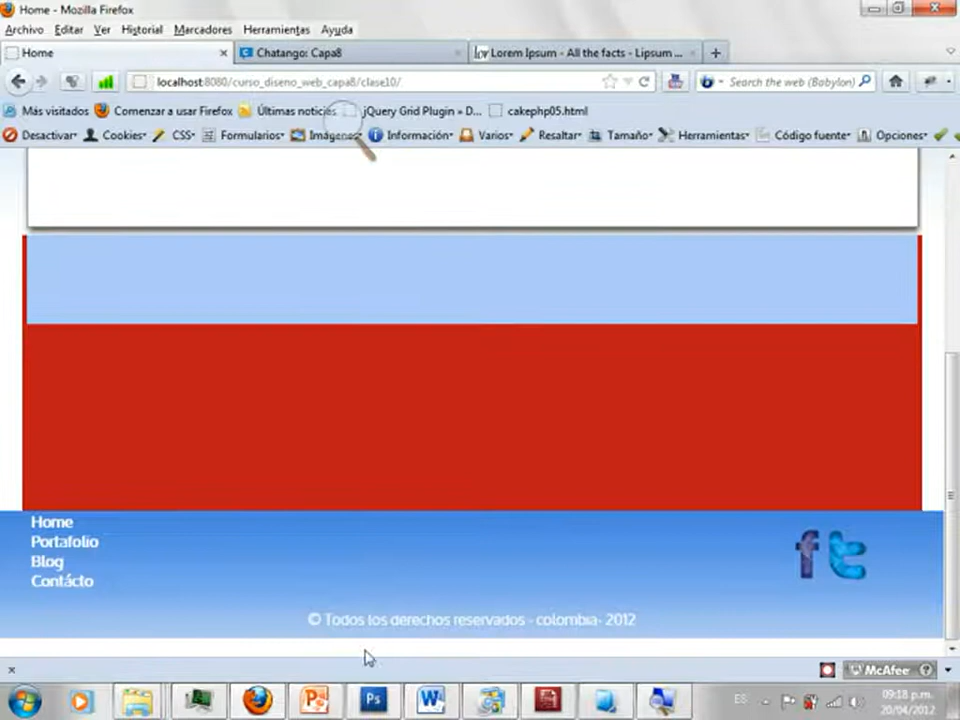 Home - Mozilla Firefox
Archivo Editar Ver Historial Marcadores Herramientas Ayuda
Home Chatango: Capa8 Lorem Ipsum - All the facts - Lipsum ...
localhost:8080/curso_diseno_web_capa8/clase10/ Search the web (Babylon)
Más visitados Comenzar a usar Firefox Últimas noticias jQuery Grid Plugin » D... cakephp05.html
Desactivar Cookies CSS Formularios Imágenes Información Varios Resaltar Tamaño Herramientas Código fuente Opciones
Home
Portafolio
Blog
Contácto
f t
© Todos los derechos reservados - colombia- 2012
McAfee
Ps W ES 09:18 p.m.
20/04/2012